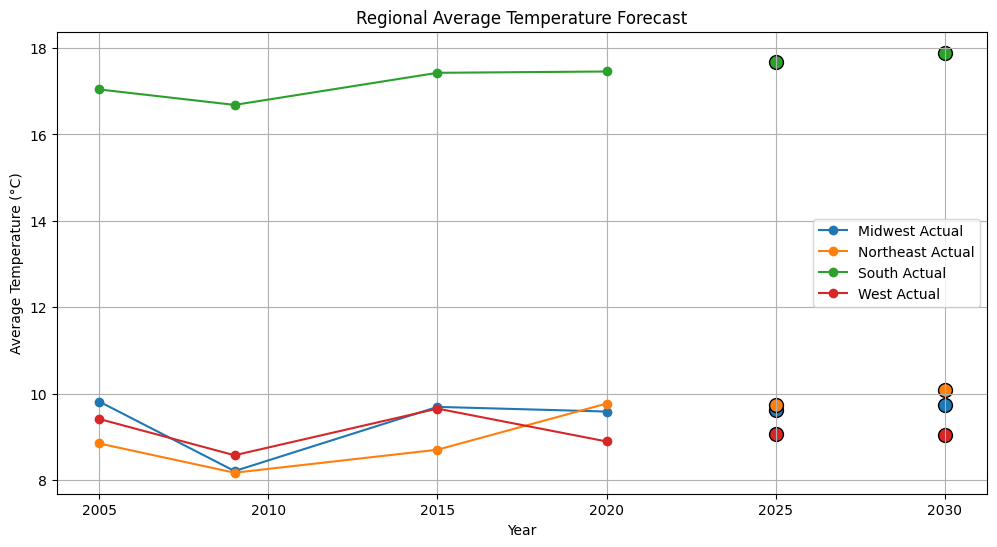 Regional Average Temperature Forecast
Average Temperature (°C)
18
16
14
12
10
8
Midwest Actual
Northeast Actual
South Actual
West Actual
2005
2010
2015
2020
2025
2030
Year